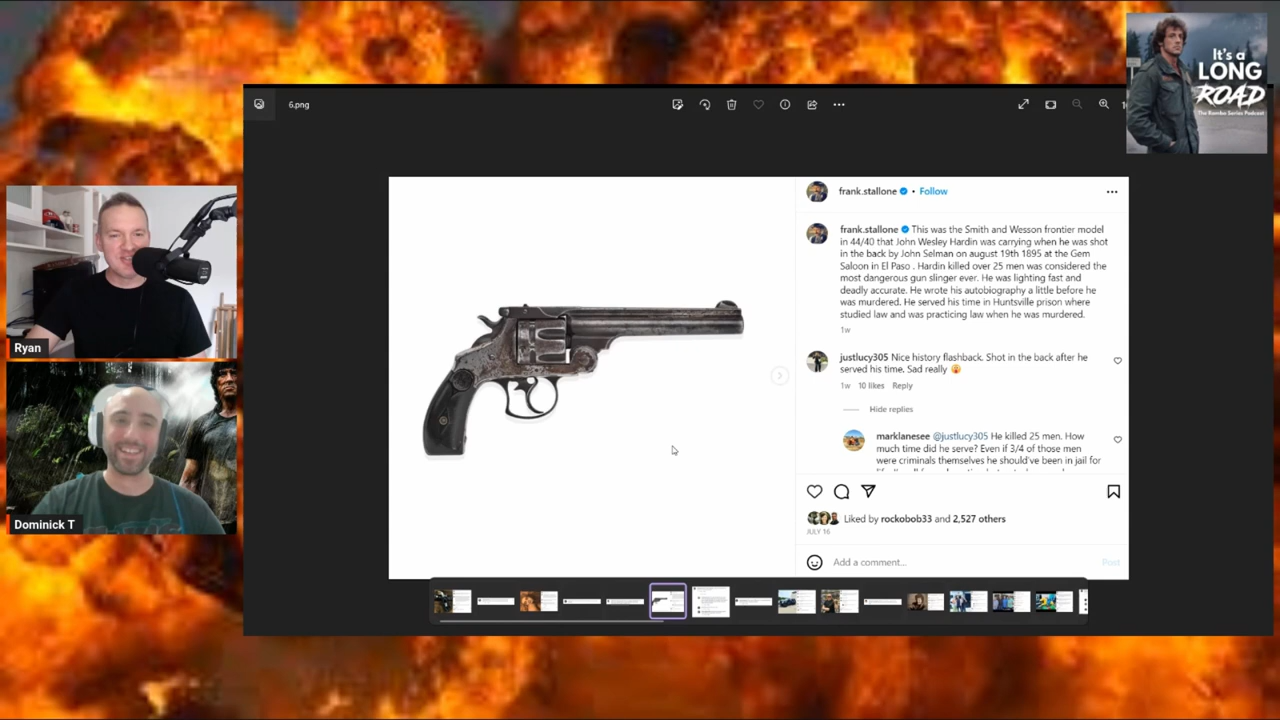 6.png
It's a
LONG
ROAD
The Rambo Series Podcast
frank.stallone • Follow
frank.stallone This was the Smith and Wesson frontier model
in 44/40 that John Wesley Hardin was carrying when he was shot
in the back by John Selman on august 19th 1895 at the Gem
Saloon in El Paso . Hardin killed over 25 men was considered the
most dangerous gun slinger ever. He was lighting fast and
deadly accurate. He wrote his autobiography a little before he
was murdered. He served his time in Huntsville prison where
studied law and was practicing law when he was murdered.
1w
justlucy305 Nice history flashback. Shot in the back after he
served his time. Sad really
1w 10 likes Reply
Hide replies
marklanesee @justlucy305 He killed 25 men. How
much time did he serve? Even if 3/4 of those men
were criminals themselves he should've been in jail for
Liked by rockobob33 and 2,527 others
JULY 16
Add a comment...
Post
Ryan
Dominick T